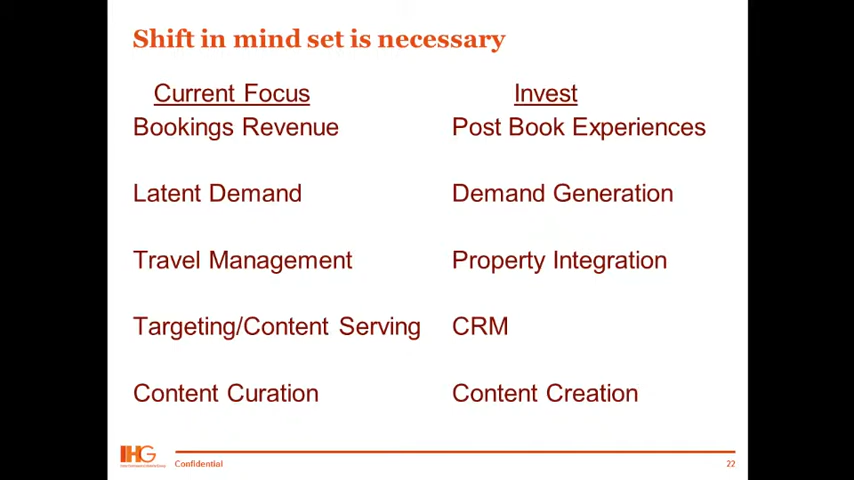 Shift in mind set is necessary
Current Focus Invest
Bookings Revenue Post Book Experiences
Latent Demand Demand Generation
Travel Management Property Integration
Targeting/Content Serving CRM
Content Curation Content Creation
IHG
Confidential 22